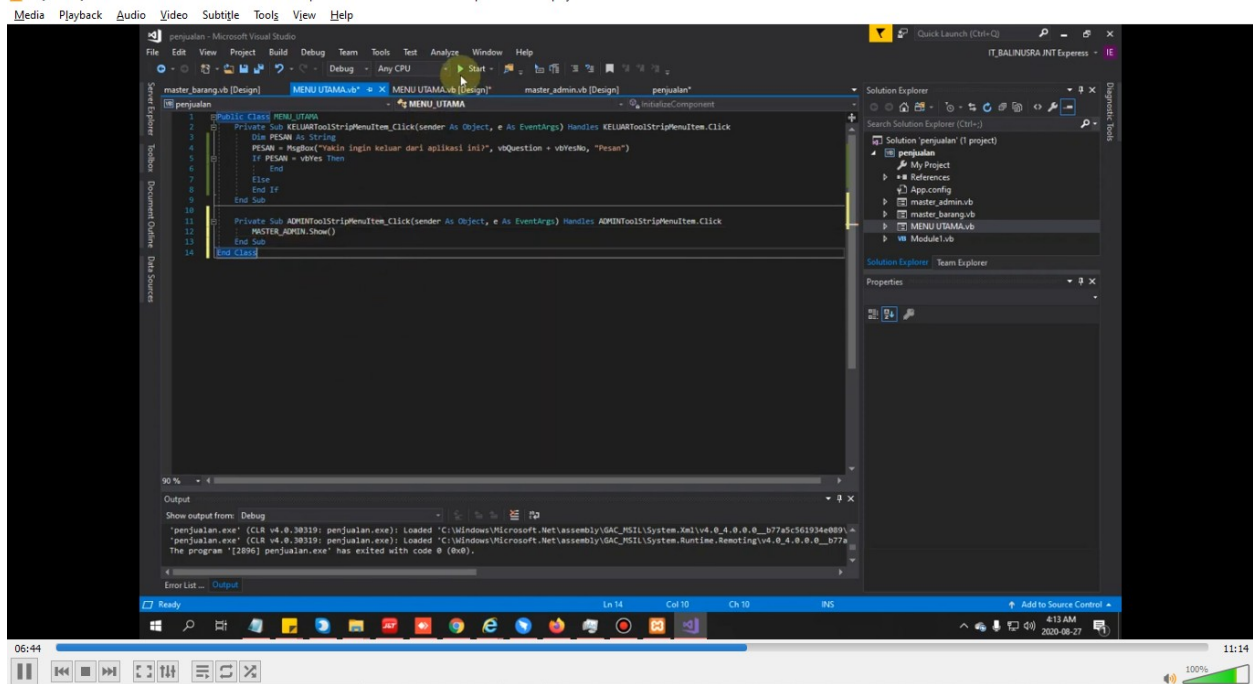 Media Playback Audio Video Subtitle Tools View Help
penjualan - Microsoft Visual Studio
Quick Launch (Ctrl+Q)
File Edit View Project Build Debug Team Tools Test Analyze Window Help
IT_BALINUSRA JNT Experess IE
Debug Any CPU Start
master_barang.vb [Design] MENU UTAMA.vb* MENU UTAMA.vb [Design]* master_admin.vb [Design] penjualan*
penjualan MENU_UTAMA InitializeComponent
1 Public Class MENU_UTAMA
2 Private Sub KELUARToolStripMenuItem_Click(sender As Object, e As EventArgs) Handles KELUARToolStripMenuItem.Click
3 Dim PESAN As String
4 PESAN = MsgBox("Yakin ingin keluar dari aplikasi ini?", vbQuestion + vbYesNo, "Pesan")
5 If PESAN = vbYes Then
6 End
7 Else
8 End If
9 End Sub
10
11 Private Sub ADMINToolStripMenuItem_Click(sender As Object, e As EventArgs) Handles ADMINToolStripMenuItem.Click
12 MASTER_ADMIN.Show()
13 End Sub
14 End Class
Server Explorer
Toolbox
Document Outline
Data Sources
Solution Explorer
Search Solution Explorer (Ctrl+;)
Solution 'penjualan' (1 project)
penjualan
My Project
References
App.config
master_admin.vb
master_barang.vb
MENU UTAMA.vb
Module1.vb
Solution Explorer Team Explorer
Properties
Diagnostic Tools
90 %
Output
Show output from: Debug
'penjualan.exe' (CLR v4.0.30319: penjualan.exe): Loaded 'C:\Windows\Microsoft.Net\assembly\GAC_MSIL\System.Xml\v4.0_4.0.0.0__b77a5c561934e089\
'penjualan.exe' (CLR v4.0.30319: penjualan.exe): Loaded 'C:\Windows\Microsoft.Net\assembly\GAC_MSIL\System.Runtime.Remoting\v4.0_4.0.0.0__b77a
The program '[2896] penjualan.exe' has exited with code 0 (0x0).
Error List ... Output
Ready Ln 14 Col 10 Ch 10 INS Add to Source Control
4:13 AM
2020-08-27
06:44 11:14
100%